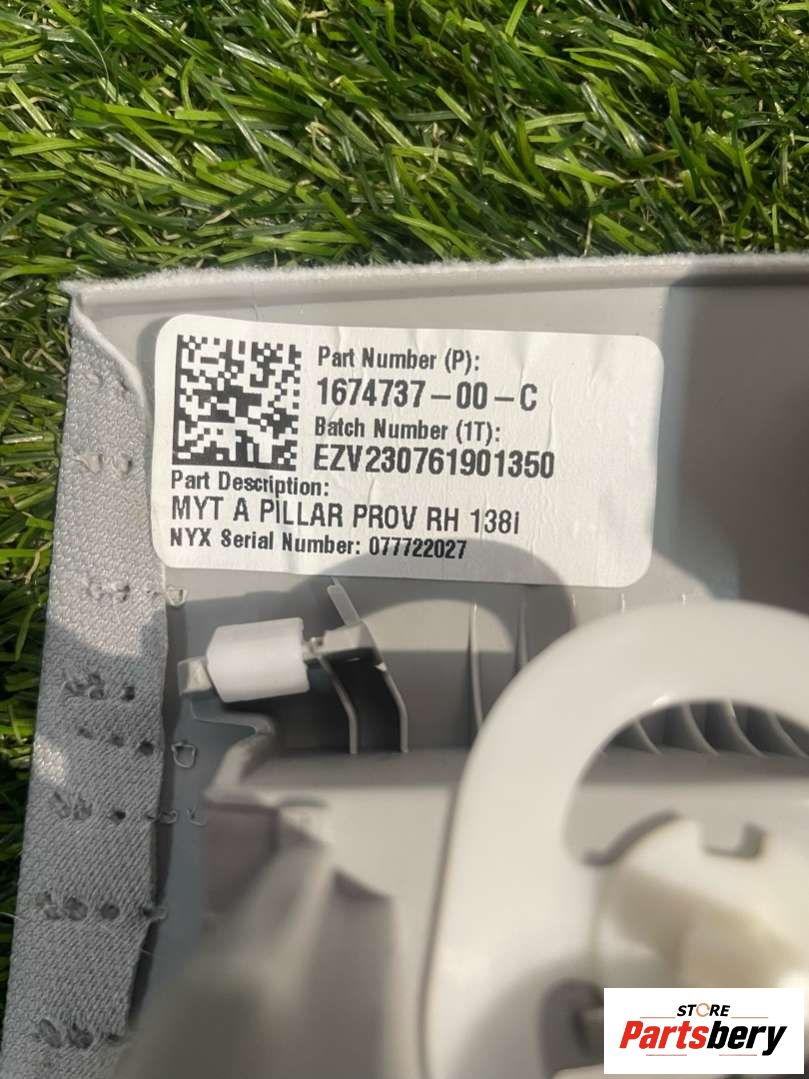 Part Number (P):
1674737-00-C
Batch Number (1T):
EZV230761901350
Part Description:
MYT A PILLAR PROV RH 138i
NYX Serial Number: 077722027
STORE
Partsbery